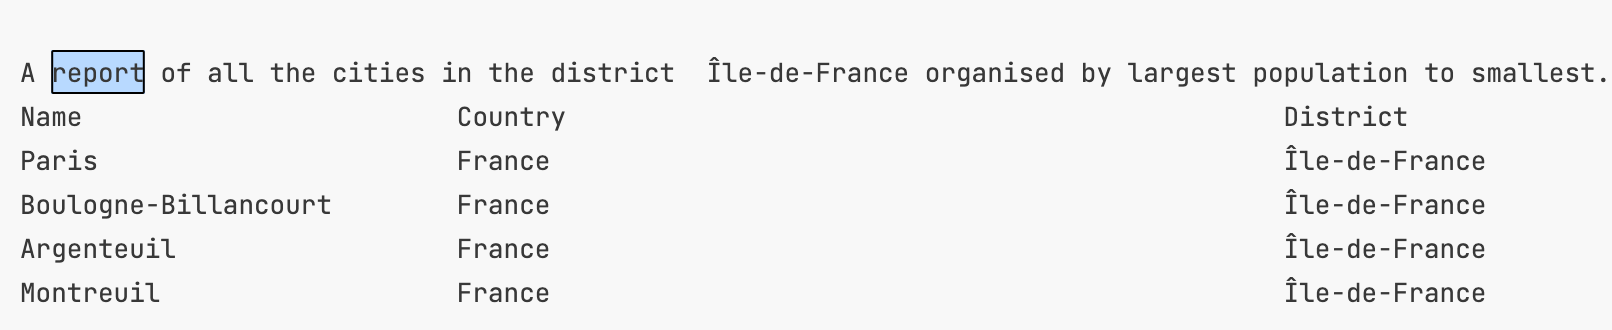 A report of all the cities in the district  Île-de-France organised by largest population to smallest.
Name Country District
Paris France Île-de-France
Boulogne-Billancourt France Île-de-France
Argenteuil France Île-de-France
Montreuil France Île-de-France